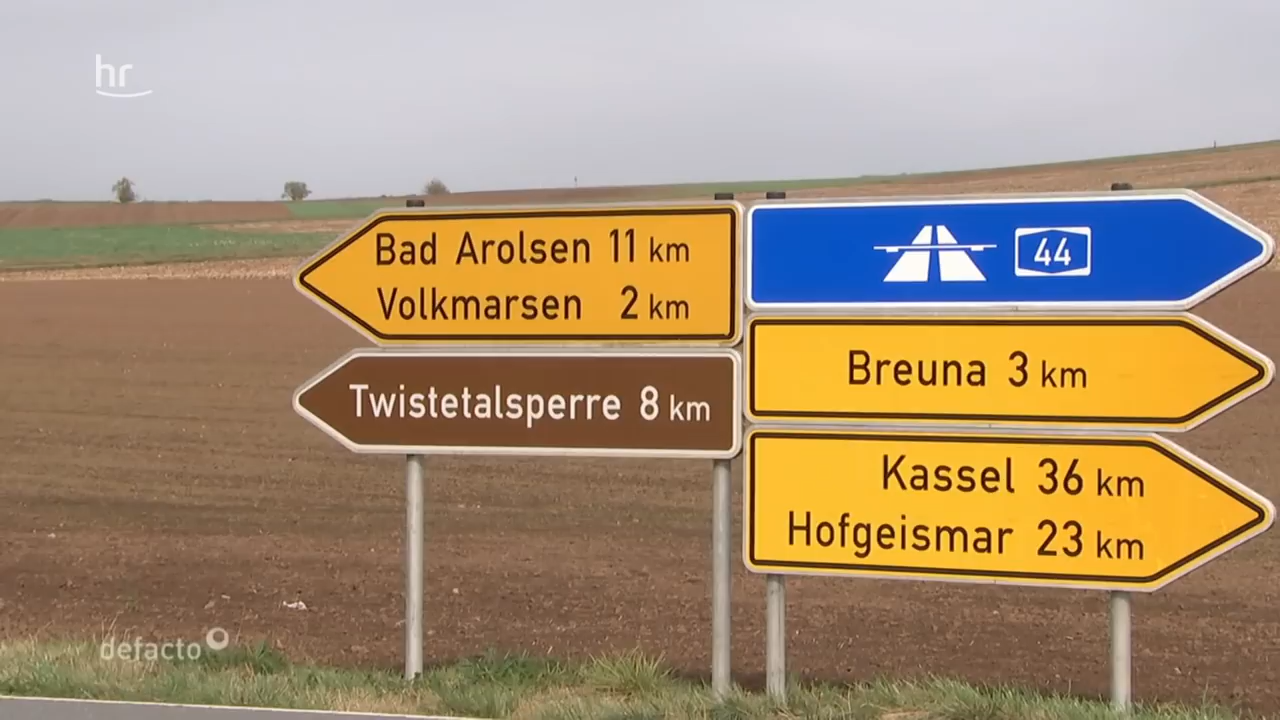 hr
Bad Arolsen 11 km
Volkmarsen 2 km
Twistetalsperre 8 km
44
Breuna 3 km
Kassel 36 km
Hofgeismar 23 km
defacto